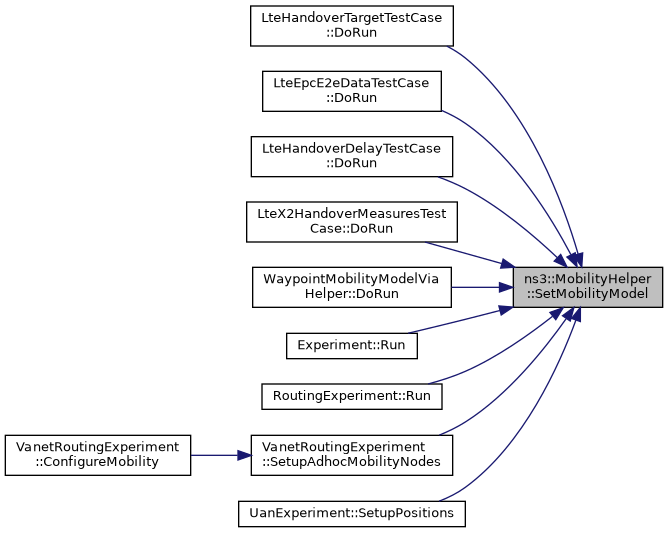 LteHandoverTargetTestCase
::DoRun
LteEpcE2eDataTestCase
::DoRun
LteHandoverDelayTestCase
::DoRun
LteX2HandoverMeasuresTest
Case::DoRun
WaypointMobilityModelVia
Helper::DoRun
ns3::MobilityHelper
::SetMobilityModel
Experiment::Run
RoutingExperiment::Run
VanetRoutingExperiment
::ConfigureMobility
VanetRoutingExperiment
::SetupAdhocMobilityNodes
UanExperiment::SetupPositions